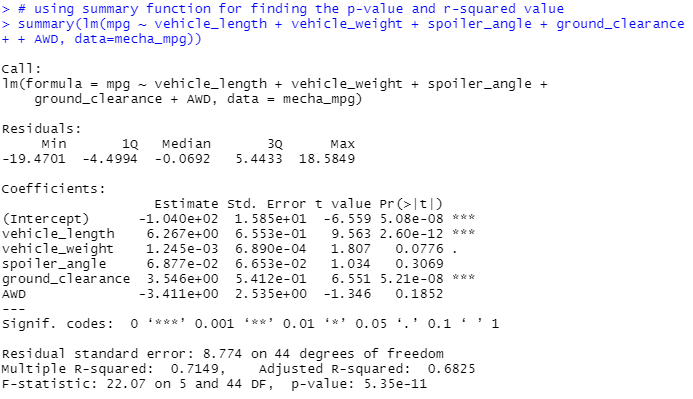 > # using summary function for finding the p-value and r-squared value
> summary(lm(mpg ~ vehicle_length + vehicle_weight + spoiler_angle + ground_clearance
+ + AWD, data=mecha_mpg))
Call:
lm(formula = mpg ~ vehicle_length + vehicle_weight + spoiler_angle +
    ground_clearance + AWD, data = mecha_mpg)
Residuals:
     Min       1Q   Median       3Q      Max
-19.4701  -4.4994  -0.0692   5.4433  18.5849
Coefficients:
                   Estimate Std. Error t value Pr(>|t|)
(Intercept)      -1.040e+02  1.585e+01  -6.559 5.08e-08 ***
vehicle_length    6.267e+00  6.553e-01   9.563 2.60e-12 ***
vehicle_weight    1.245e-03  6.890e-04   1.807   0.0776 .
spoiler_angle     6.877e-02  6.653e-02   1.034   0.3069
ground_clearance  3.546e+00  5.412e-01   6.551 5.21e-08 ***
AWD              -3.411e+00  2.535e+00  -1.346   0.1852
---
Signif. codes:  0 ‘***’ 0.001 ‘**’ 0.01 ‘*’ 0.05 ‘.’ 0.1 ‘ ’ 1
Residual standard error: 8.774 on 44 degrees of freedom
Multiple R-squared:  0.7149,    Adjusted R-squared:  0.6825
F-statistic: 22.07 on 5 and 44 DF,  p-value: 5.35e-11